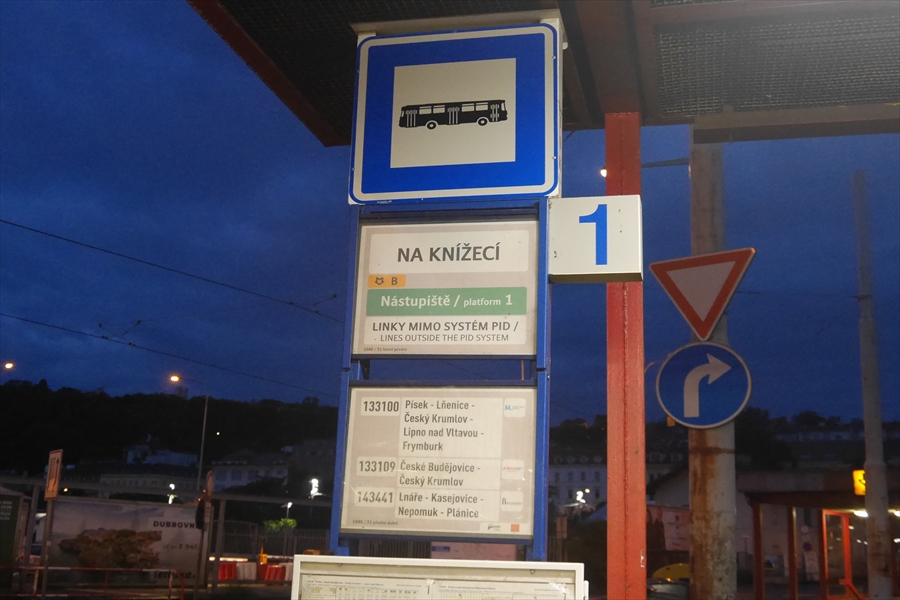 1
NA KNÍŽECÍ
B
Nástupiště / platform 1
LINKY MIMO SYSTÉM PID /
LINES OUTSIDE THE PID SYSTEM
133100 Písek - Lňenice -
Český Krumlov -
Lipno nad Vltavou -
Frymburk
133109 České Budějovice -
Český Krumlov
143441 Lnáře - Kasejovice -
Nepomuk - Plánice
DUBROVN